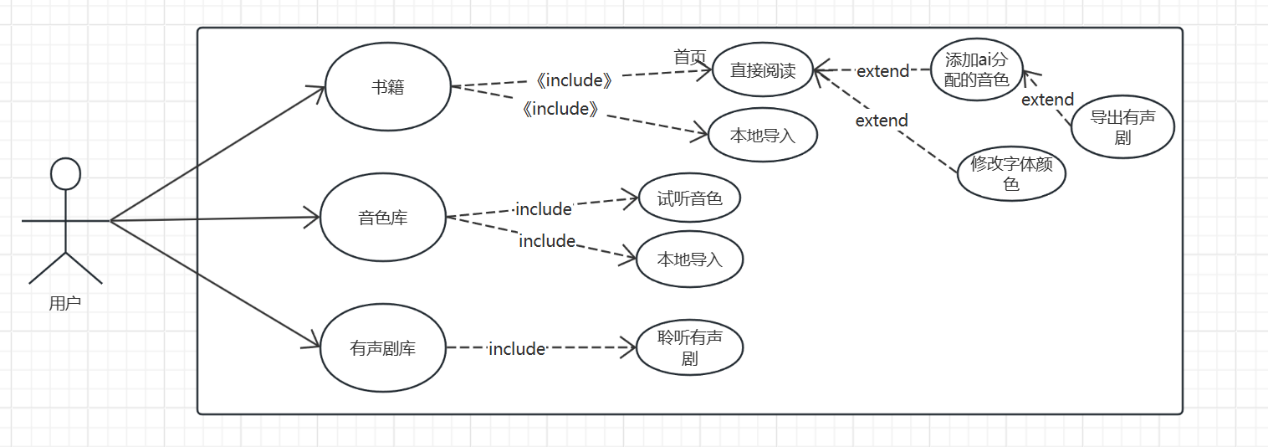 首页
书籍
《include》
直接阅读
extend
添加ai分
配的音色
extend
导出有声
剧
《include》
本地导入
extend
修改字体颜
色
用户
音色库
include
试听音色
include
本地导入
有声剧库
include
聆听有声
剧